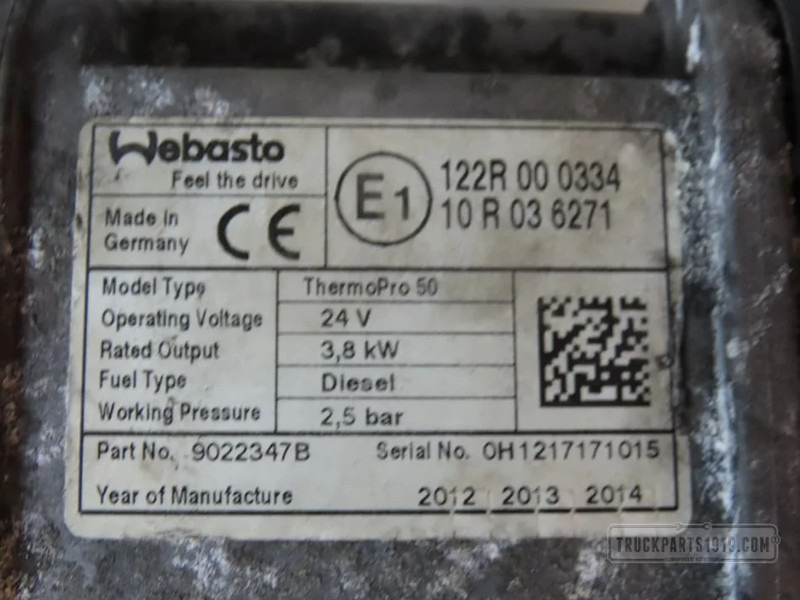 Webasto
Feel the drive
Made in
Germany
CE
E1
122R 00 0334
10 R 03 6271
Model Type ThermoPro 50
Operating Voltage 24 V
Rated Output 3,8 kW
Fuel Type Diesel
Working Pressure 2,5 bar
Part No. 9022347B Serial No. 0H1217171015
Year of Manufacture 2012 2013 2014
TRUCKPARTS1919.COM